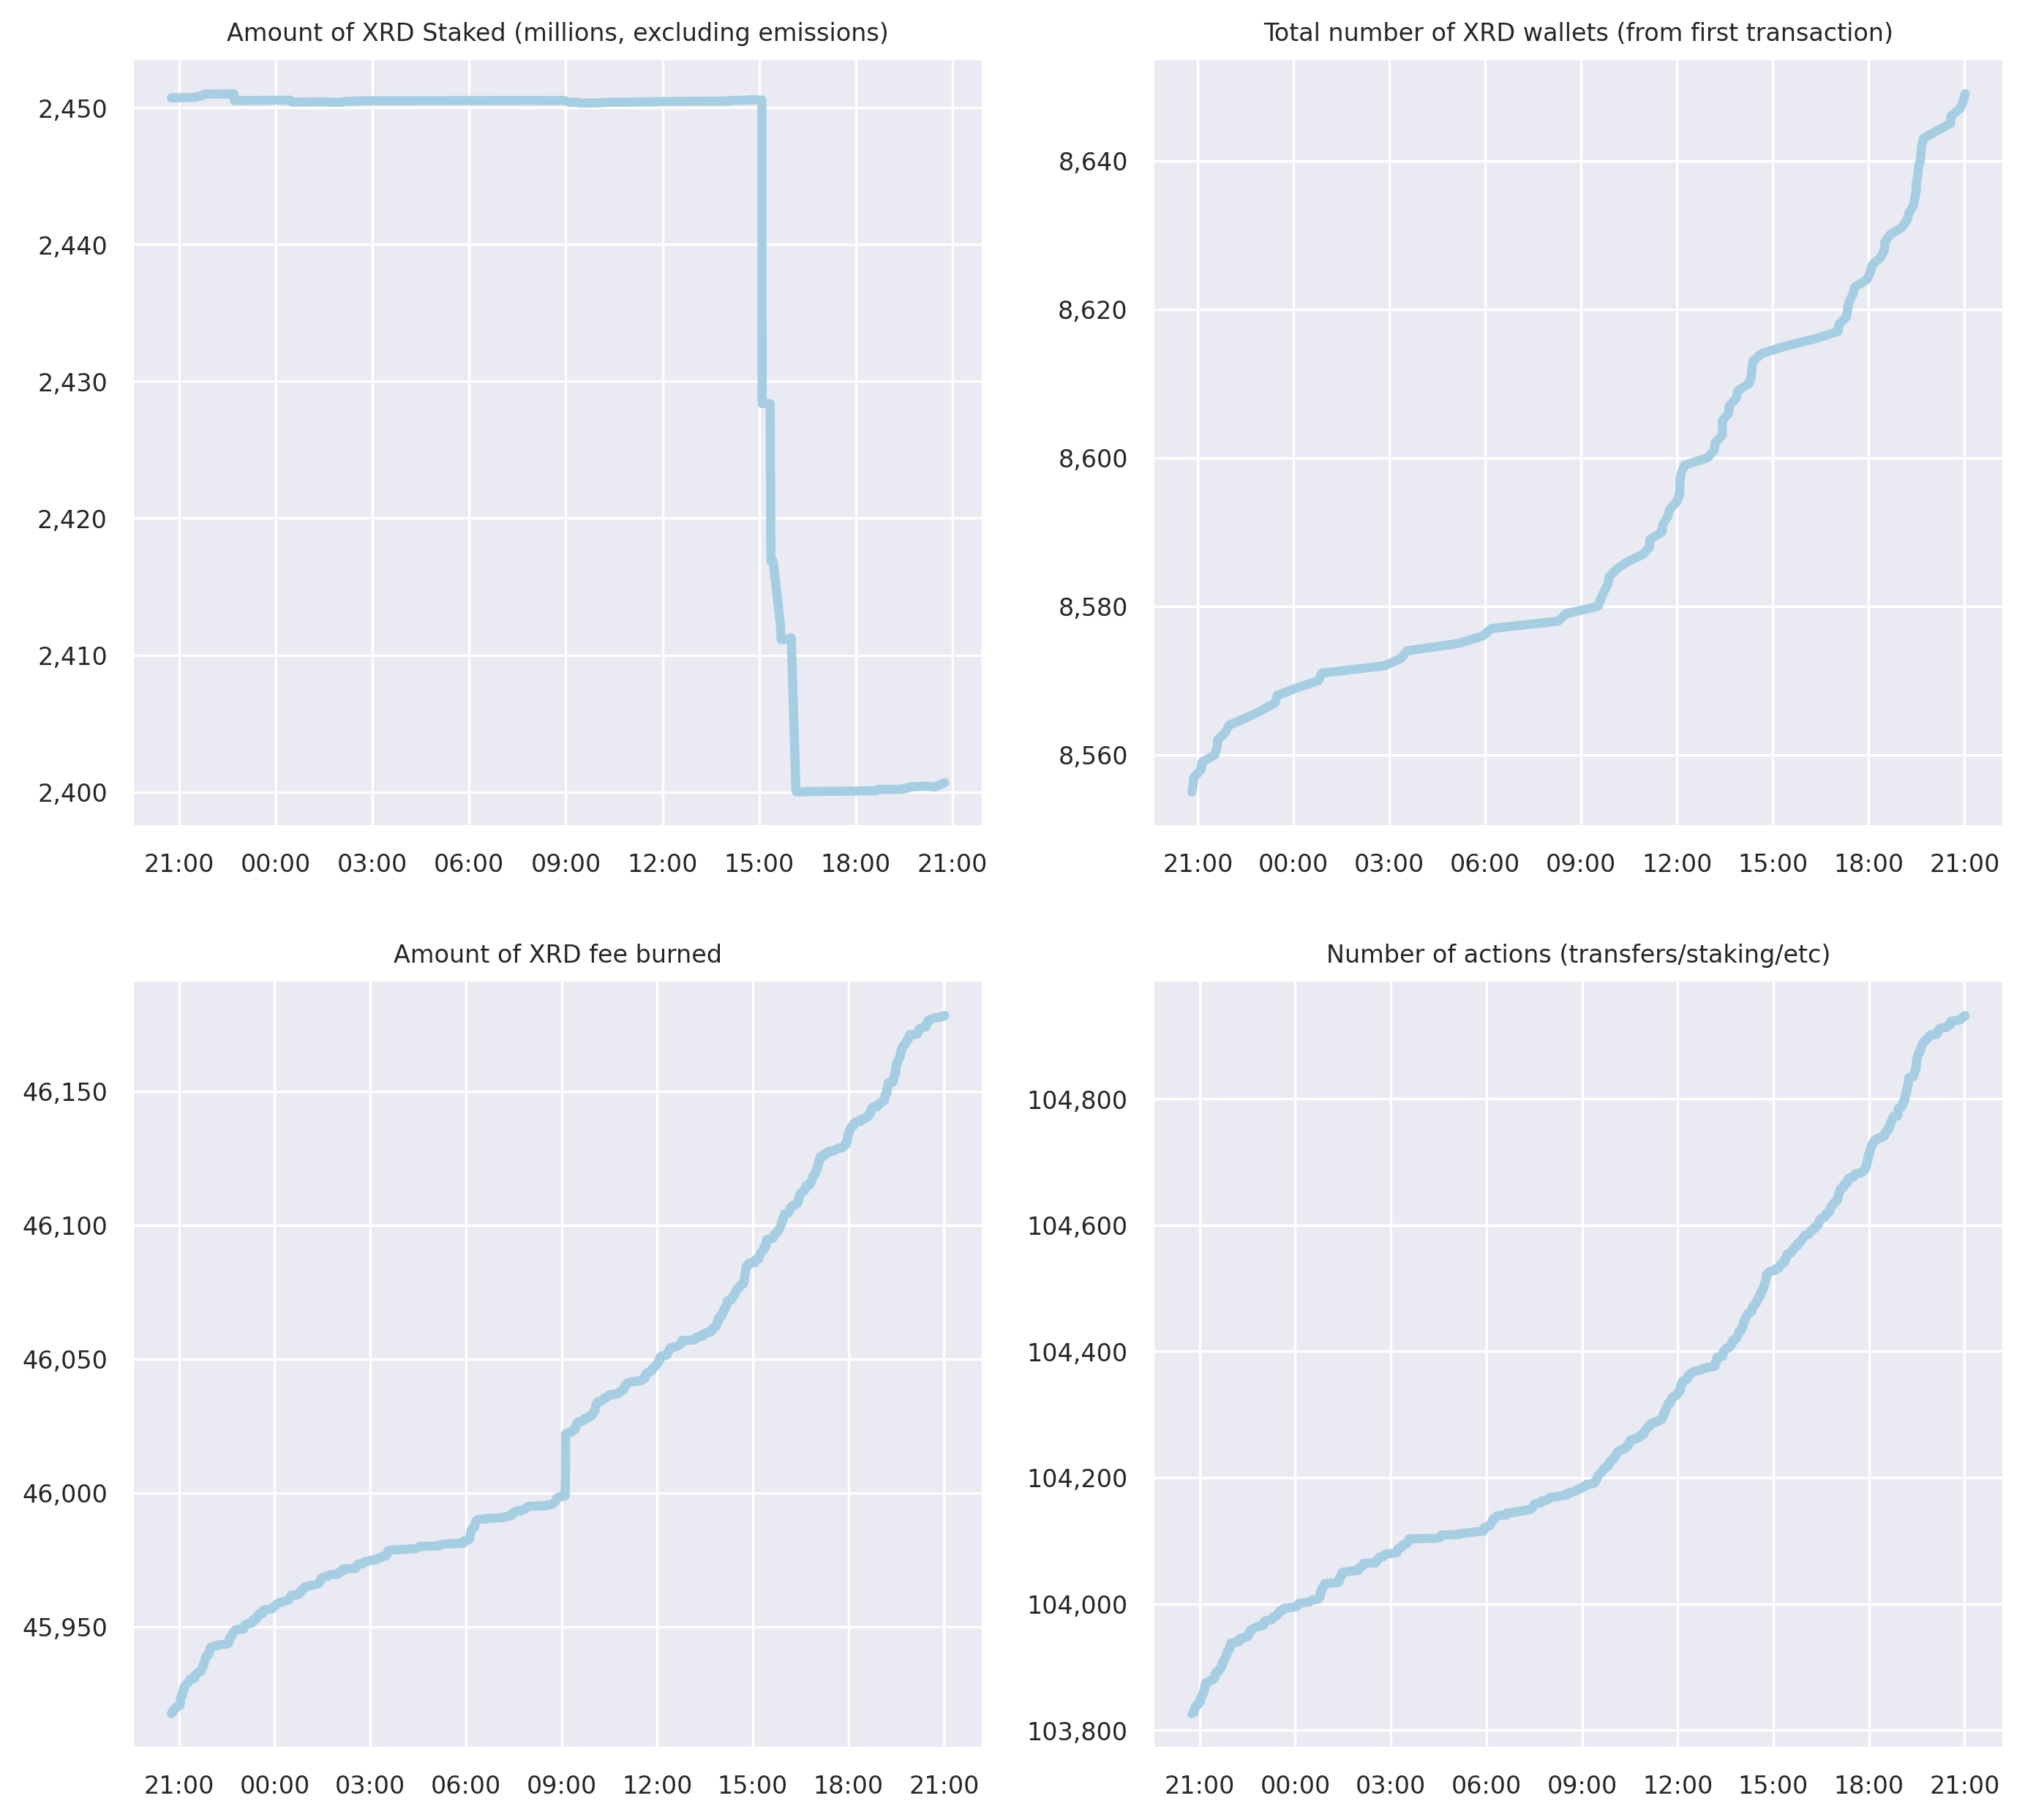 Amount of XRD Staked (millions, excluding emissions)
2,450
2,440
2,430
2,420
2,410
2,400
21:00 00:00 03:00 06:00 09:00 12:00 15:00 18:00 21:00
Total number of XRD wallets (from first transaction)
8,640
8,620
8,600
8,580
8,560
21:00 00:00 03:00 06:00 09:00 12:00 15:00 18:00 21:00
Amount of XRD fee burned
46,150
46,100
46,050
46,000
45,950
21:00 00:00 03:00 06:00 09:00 12:00 15:00 18:00 21:00
Number of actions (transfers/staking/etc)
104,800
104,600
104,400
104,200
104,000
103,800
21:00 00:00 03:00 06:00 09:00 12:00 15:00 18:00 21:00